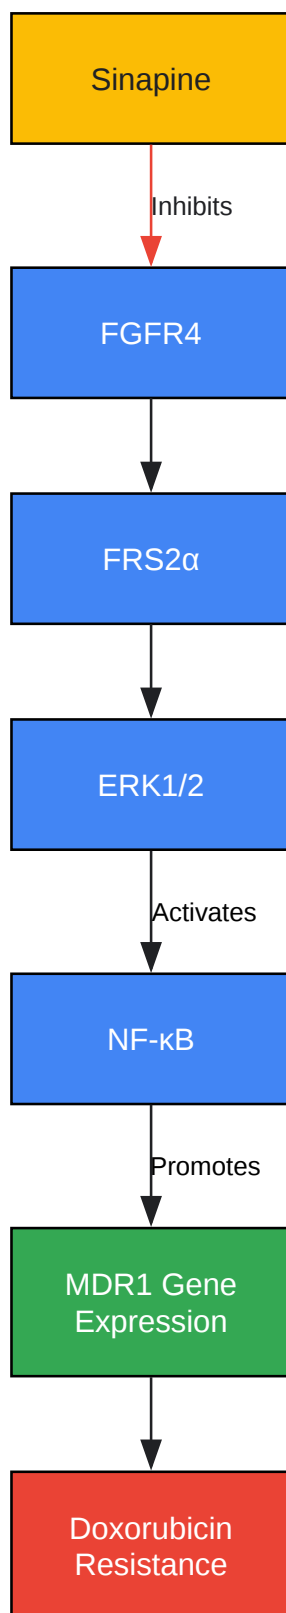 Sinapine
Inhibits
FGFR4
FRS2α
ERK1/2
Activates
NF-κB
Promotes
MDR1 Gene
Expression
Doxorubicin
Resistance